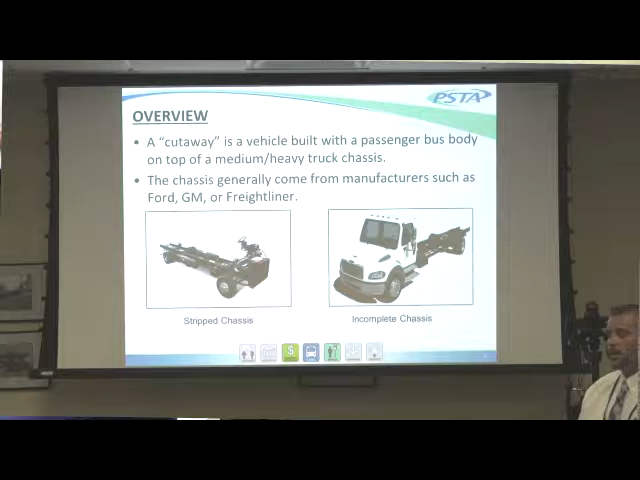 PSTA
OVERVIEW
• A “cutaway” is a vehicle built with a passenger bus body
on top of a medium/heavy truck chassis.
• The chassis generally come from manufacturers such as
Ford, GM, or Freightliner.
Stripped Chassis
Incomplete Chassis
$